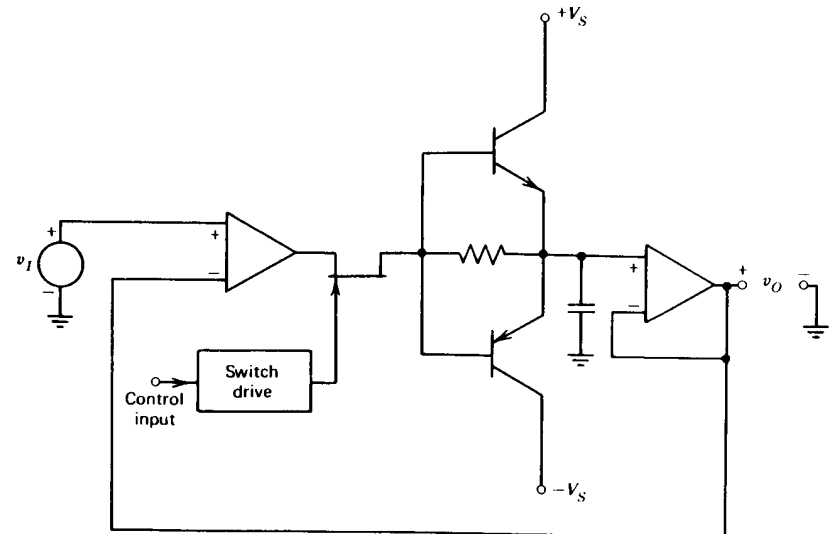 +V_S
+
v_I
−
+
−
Switch
drive
Control
input
+
−
+
v_O
−
−V_S